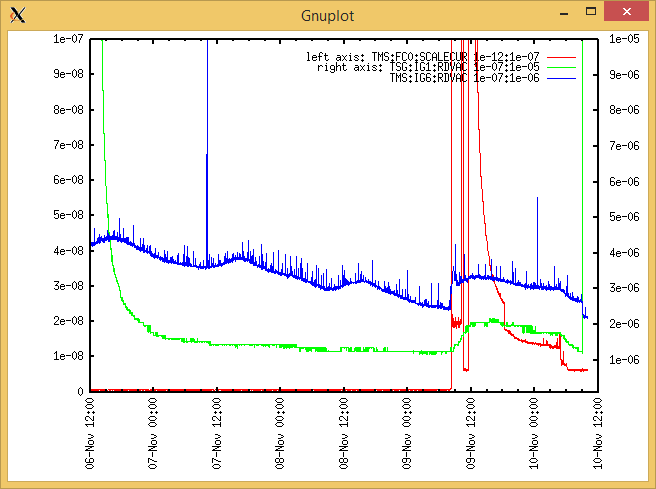 Gnuplot
left axis: TMS:FC0:SCALECUR 1e-12:1e-07
right axis: TSG:IG1:RDVAC 1e-07:1e-05
TMS:IG6:RDVAC 1e-07:1e-06
1e-07
9e-08
8e-08
7e-08
6e-08
5e-08
4e-08
3e-08
2e-08
1e-08
0
1e-05
9e-06
8e-06
7e-06
6e-06
5e-06
4e-06
3e-06
2e-06
1e-06
06-Nov 12:00
07-Nov 00:00
07-Nov 12:00
08-Nov 00:00
08-Nov 12:00
09-Nov 00:00
09-Nov 12:00
10-Nov 00:00
10-Nov 12:00